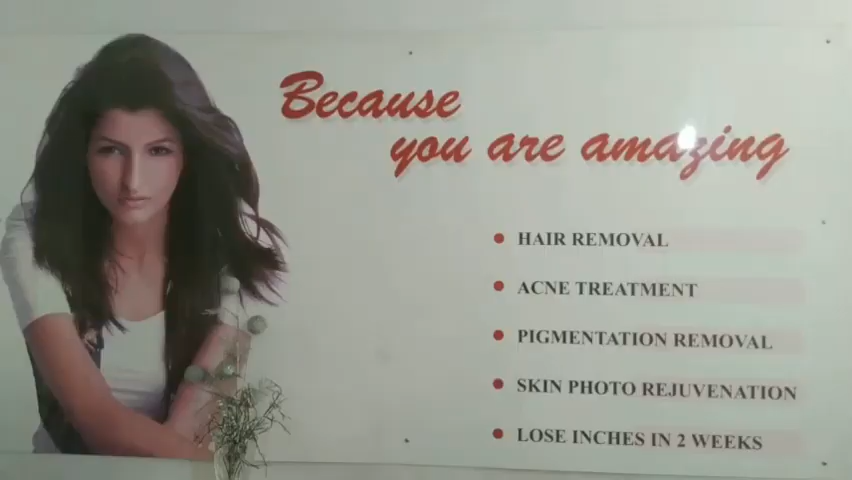 Because
you are amazing
HAIR REMOVAL
ACNE TREATMENT
PIGMENTATION REMOVAL
SKIN PHOTO REJUVENATION
LOSE INCHES IN 2 WEEKS